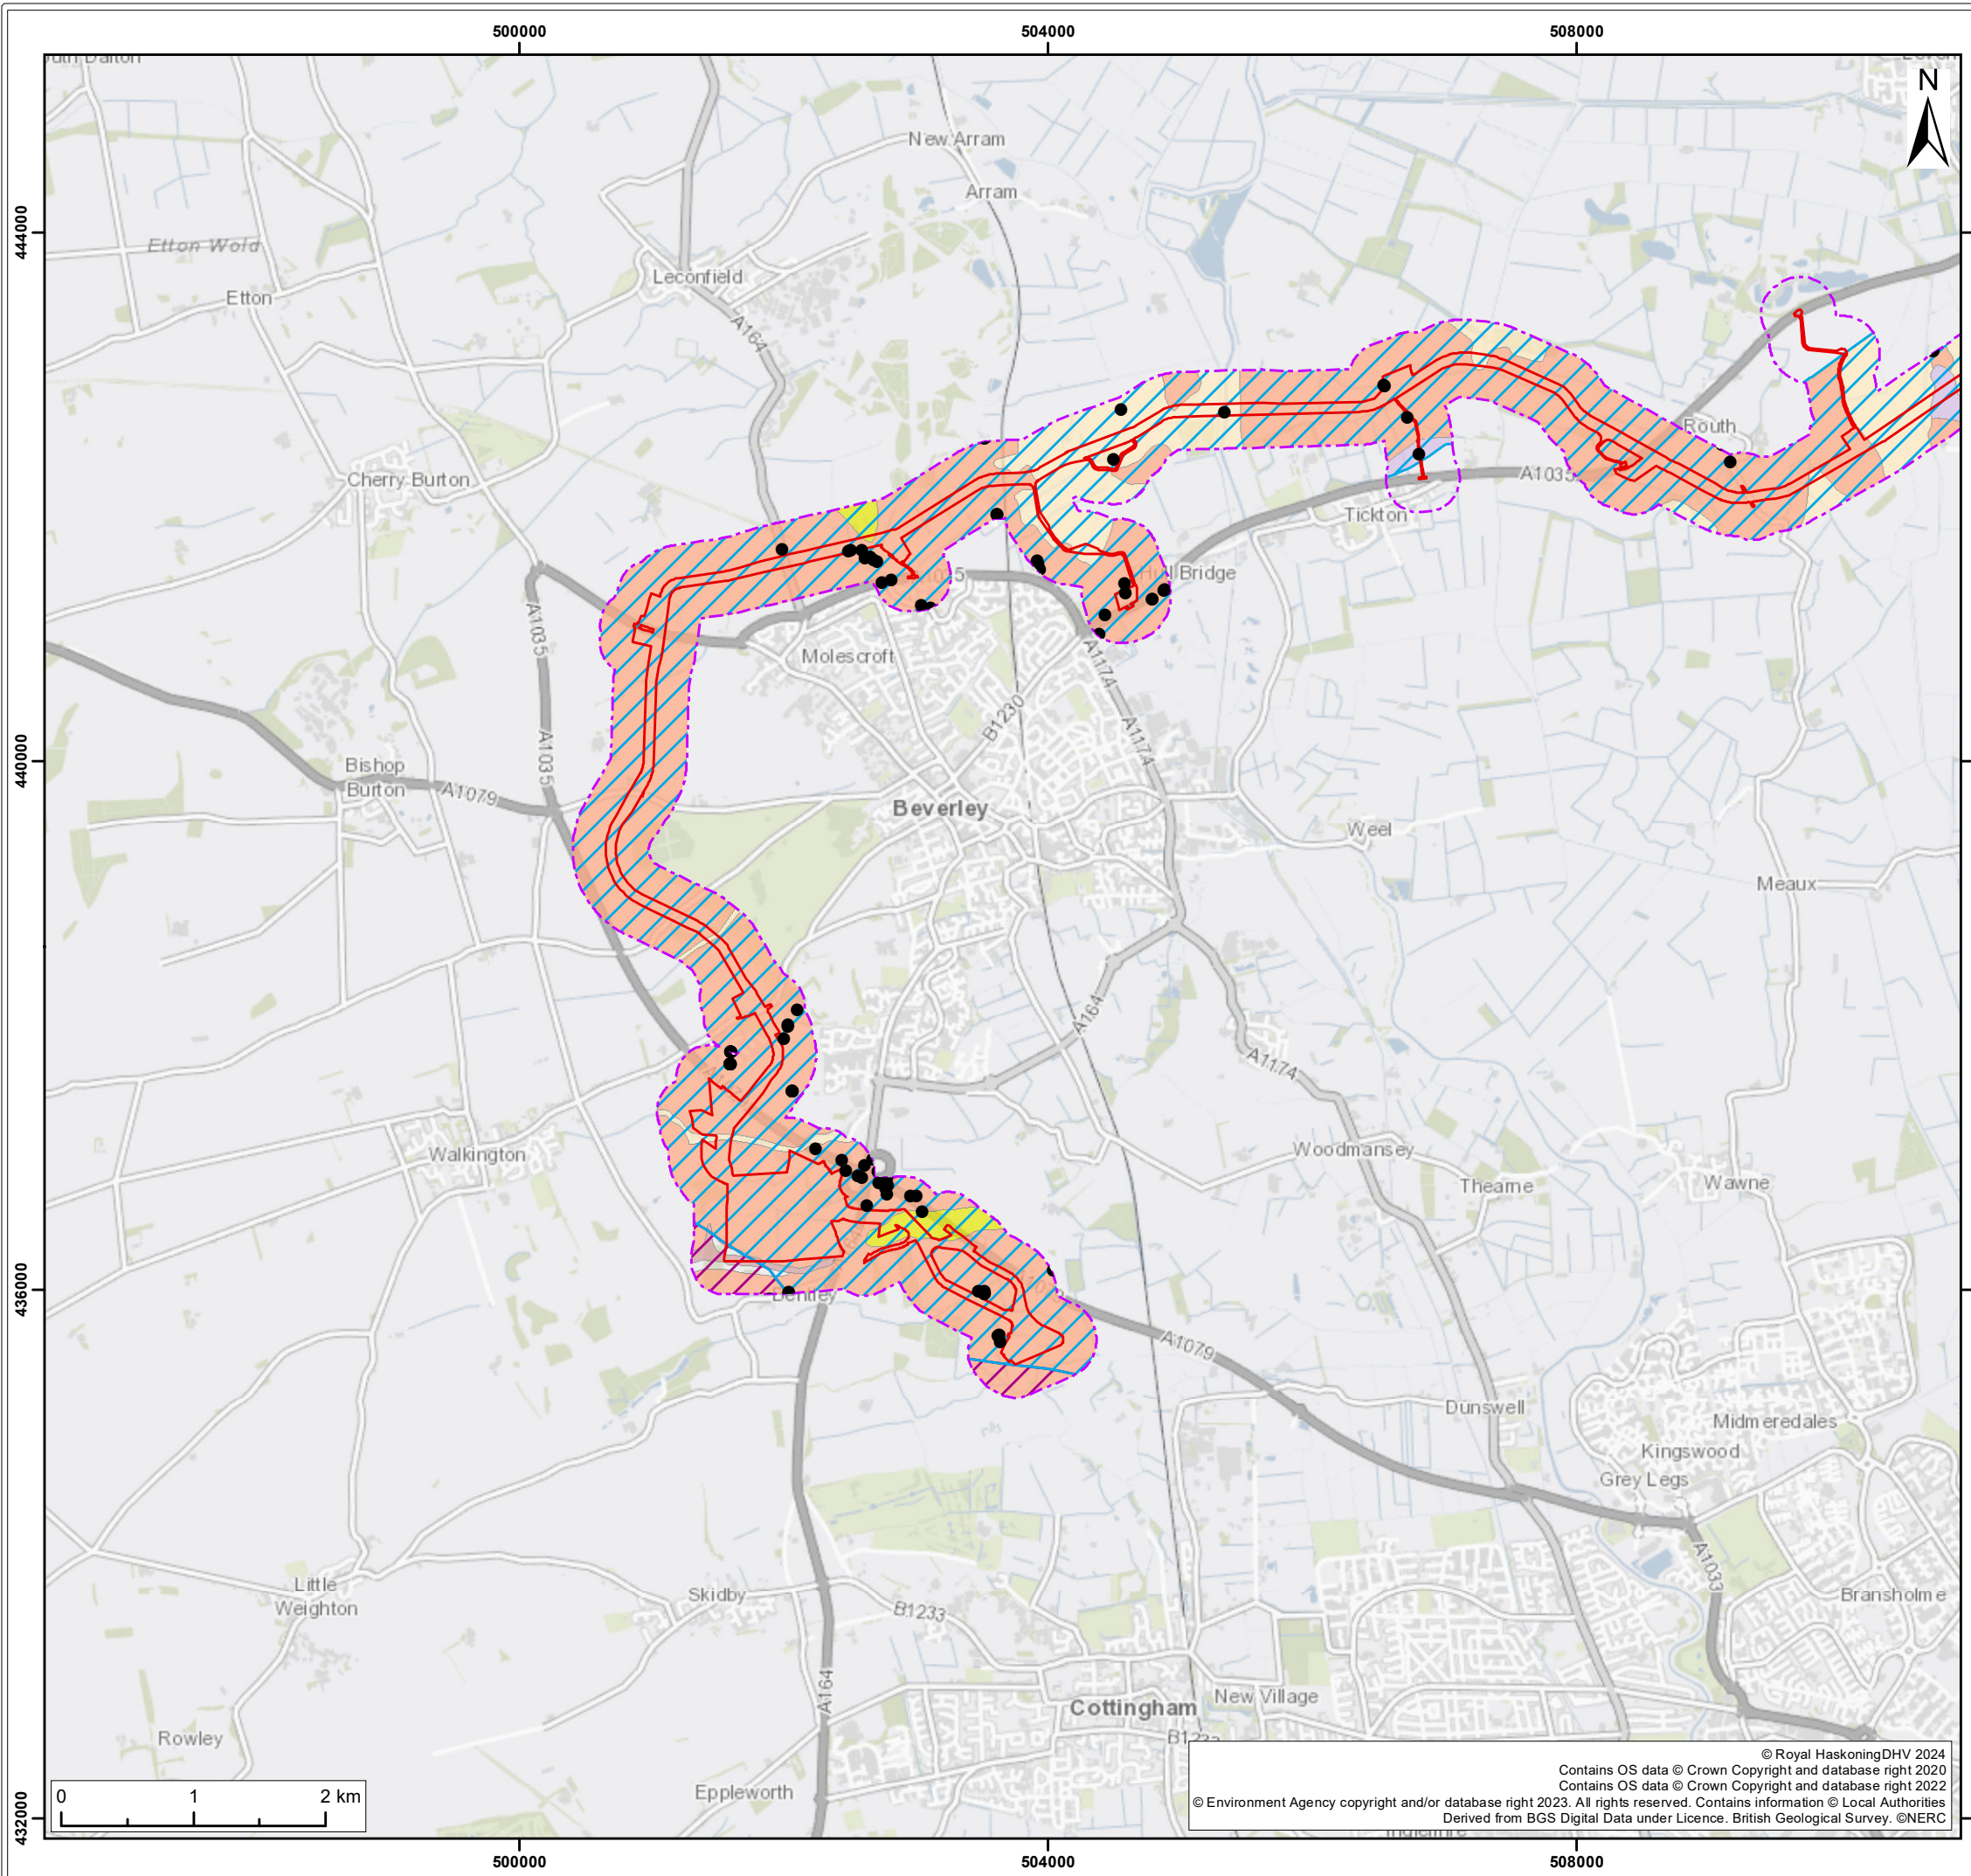 500000
504000
508000
N
New Arram
Arram
444000
Etton Wold
Leconfield
Etton
A164
Routh
Cherry Burton
A1035
Tickton
Hull Bridge
A1035
Molescroft
A1174
B1230
A1174
440000
A1035
Bishop
Burton
A1079
Beverley
Weel
Meaux
A164
A1174
Walkington
Woodmansey
Thearne
Wawne
436000
Bentley
A1079
Dunswell
Midmeredales
Kingswood
Grey Legs
A1033
Little
Weighton
Skidby
B1233
Bransholme
A164
Cottingham
New Village
Rowley
B1233
Eppleworth
© Royal HaskoningDHV 2024
Contains OS data © Crown Copyright and database right 2020
Contains OS data © Crown Copyright and database right 2022
© Environment Agency copyright and/or database right 2023. All rights reserved. Contains information © Local Authorities
Derived from BGS Digital Data under Licence. British Geological Survey. ©NERC
0 1 2 km
432000
500000
504000
508000